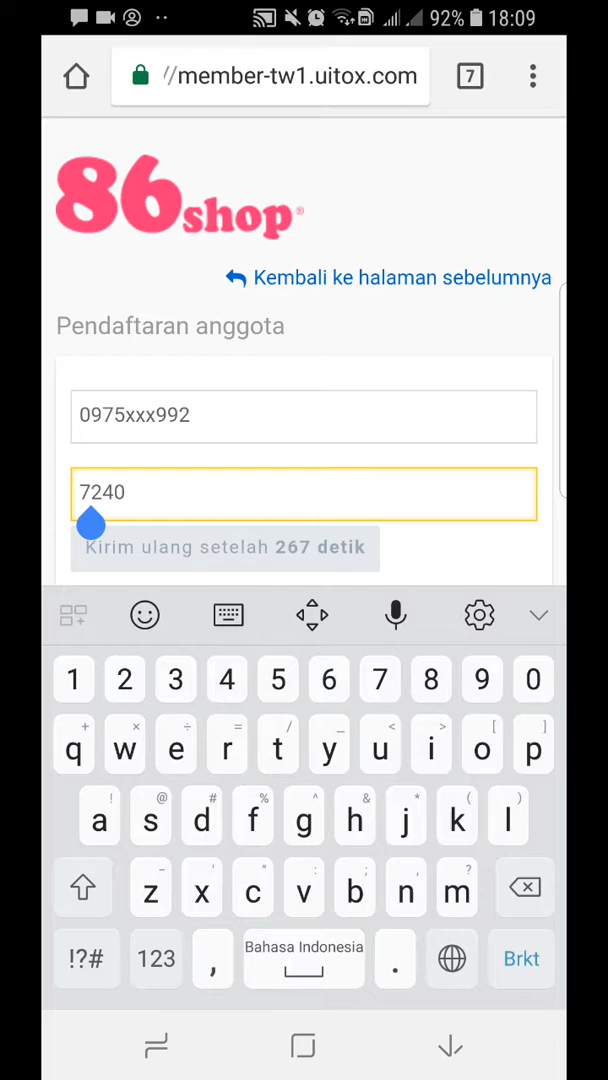 92% 18:09
//member-tw1.uitox.com 7
86shop®
Kembali ke halaman sebelumnya
Pendaftaran anggota
0975xxx992
7240
Kirim ulang setelah 267 detik
1 2 3 4 5 6 7 8 9 0
+ × ÷ = / _ < > [ ]
q w e r t y u i o p
! @ # % ^ & * ( )
a s d f g h j k l
- ' " : ; , ?
z x c v b n m
!?# 123 , Bahasa Indonesia . Brkt